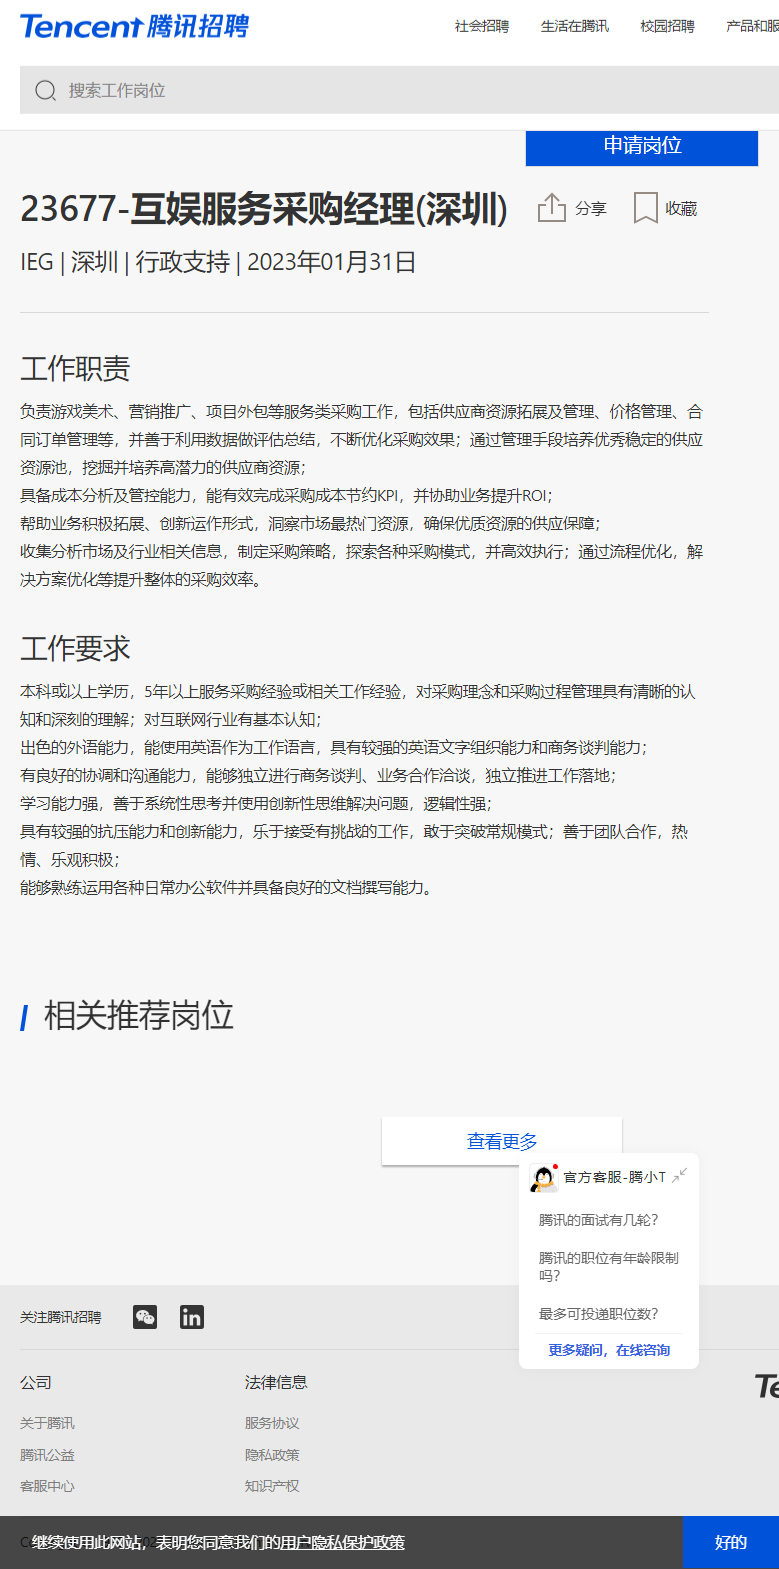 Tencent 腾讯招聘
社会招聘 生活在腾讯 校园招聘 产品和服
搜索工作岗位
申请岗位
23677-互娱服务采购经理(深圳)
分享 收藏
IEG | 深圳 | 行政支持 | 2023年01月31日
工作职责
负责游戏美术、营销推广、项目外包等服务类采购工作，包括供应商资源拓展及管理、价格管理、合
同订单管理等，并善于利用数据做评估总结，不断优化采购效果；通过管理手段培养优秀稳定的供应
资源池，挖掘并培养高潜力的供应商资源；
具备成本分析及管控能力，能有效完成采购成本节约KPI，并协助业务提升ROI；
帮助业务积极拓展、创新运作形式，洞察市场最热门资源，确保优质资源的供应保障；
收集分析市场及行业相关信息，制定采购策略，探索各种采购模式，并高效执行；通过流程优化，解
决方案优化等提升整体的采购效率。
工作要求
本科或以上学历，5年以上服务采购经验或相关工作经验，对采购理念和采购过程管理具有清晰的认
知和深刻的理解；对互联网行业有基本认知；
出色的外语能力，能使用英语作为工作语言，具有较强的英语文字组织能力和商务谈判能力；
有良好的协调和沟通能力，能够独立进行商务谈判、业务合作洽谈，独立推进工作落地；
学习能力强，善于系统性思考并使用创新性思维解决问题，逻辑性强；
具有较强的抗压能力和创新能力，乐于接受有挑战的工作，敢于突破常规模式；善于团队合作，热
情、乐观积极；
能够熟练运用各种日常办公软件并具备良好的文档撰写能力。
相关推荐岗位
查看更多
官方客服-腾小T
腾讯的面试有几轮？
腾讯的职位有年龄限制
吗？
最多可投递职位数？
更多疑问，在线咨询
关注腾讯招聘
in
公司 法律信息
Te
关于腾讯 服务协议
腾讯公益 隐私政策
客服中心 知识产权
继续使用此网站，表明您同意我们的用户隐私保护政策
好的